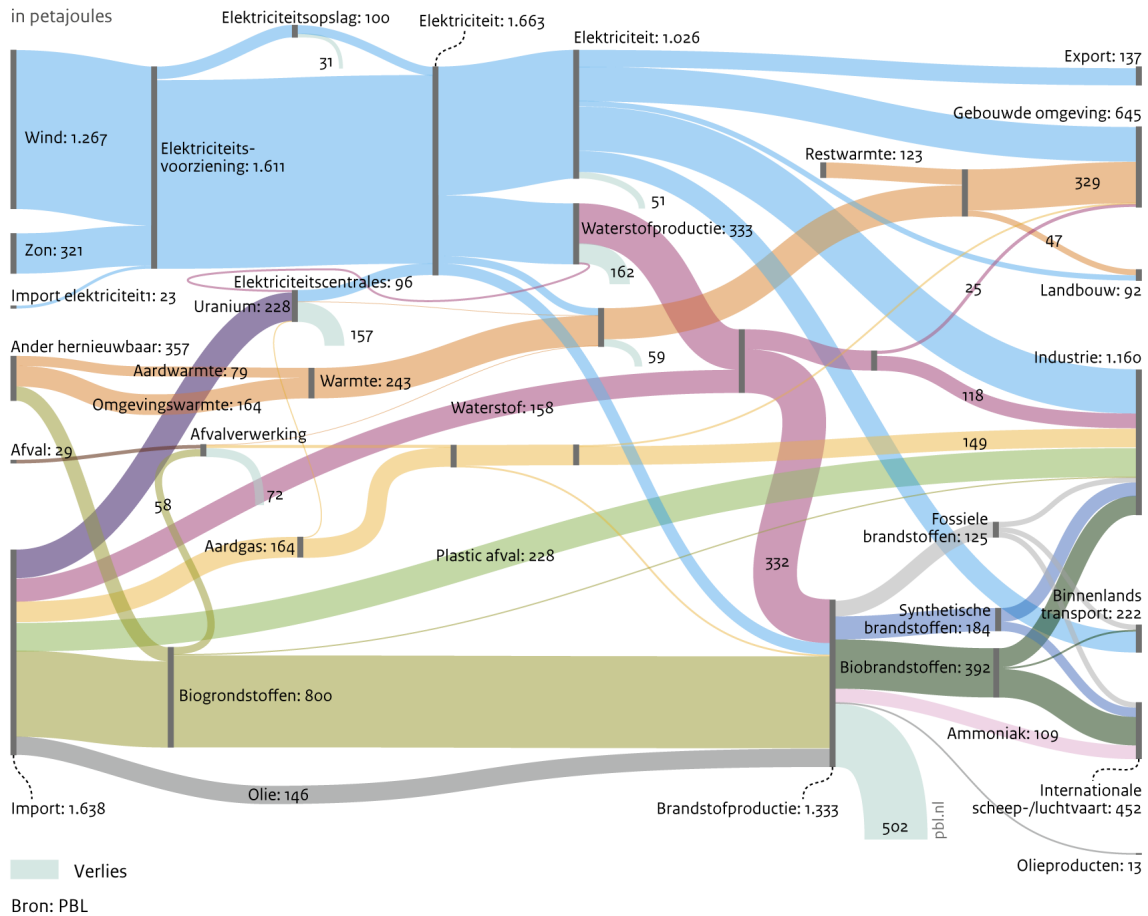 in petajoules
Elektriciteitsopslag: 100
Elektriciteit: 1.663
Elektriciteit: 1.026
31
Export: 137
Wind: 1.267
Elektriciteits-
voorziening: 1.611
Gebouwde omgeving: 645
Restwarmte: 123
329
51
Waterstofproductie: 333
47
Zon: 321
162
Elektriciteitscentrales: 96
Import elektriciteit1: 23
Uranium: 228
25
Landbouw: 92
157
Ander hernieuwbaar: 357
59
Industrie: 1.160
Aardwarmte: 79
Warmte: 243
Omgevingswarmte: 164
Waterstof: 158
118
Afvalverwerking
Afval: 29
149
72
58
Fossiele
brandstoffen: 125
Aardgas: 164
Plastic afval: 228
332
Binnenlands
transport: 222
Synthetische
brandstoffen: 184
Biobrandstoffen: 392
Biogrondstoffen: 800
Ammoniak: 109
Olie: 146
Import: 1.638
Brandstofproductie: 1.333
Internationale
scheep-/luchtvaart: 452
502
pbl.nl
Olieproducten: 13
Verlies
Bron: PBL